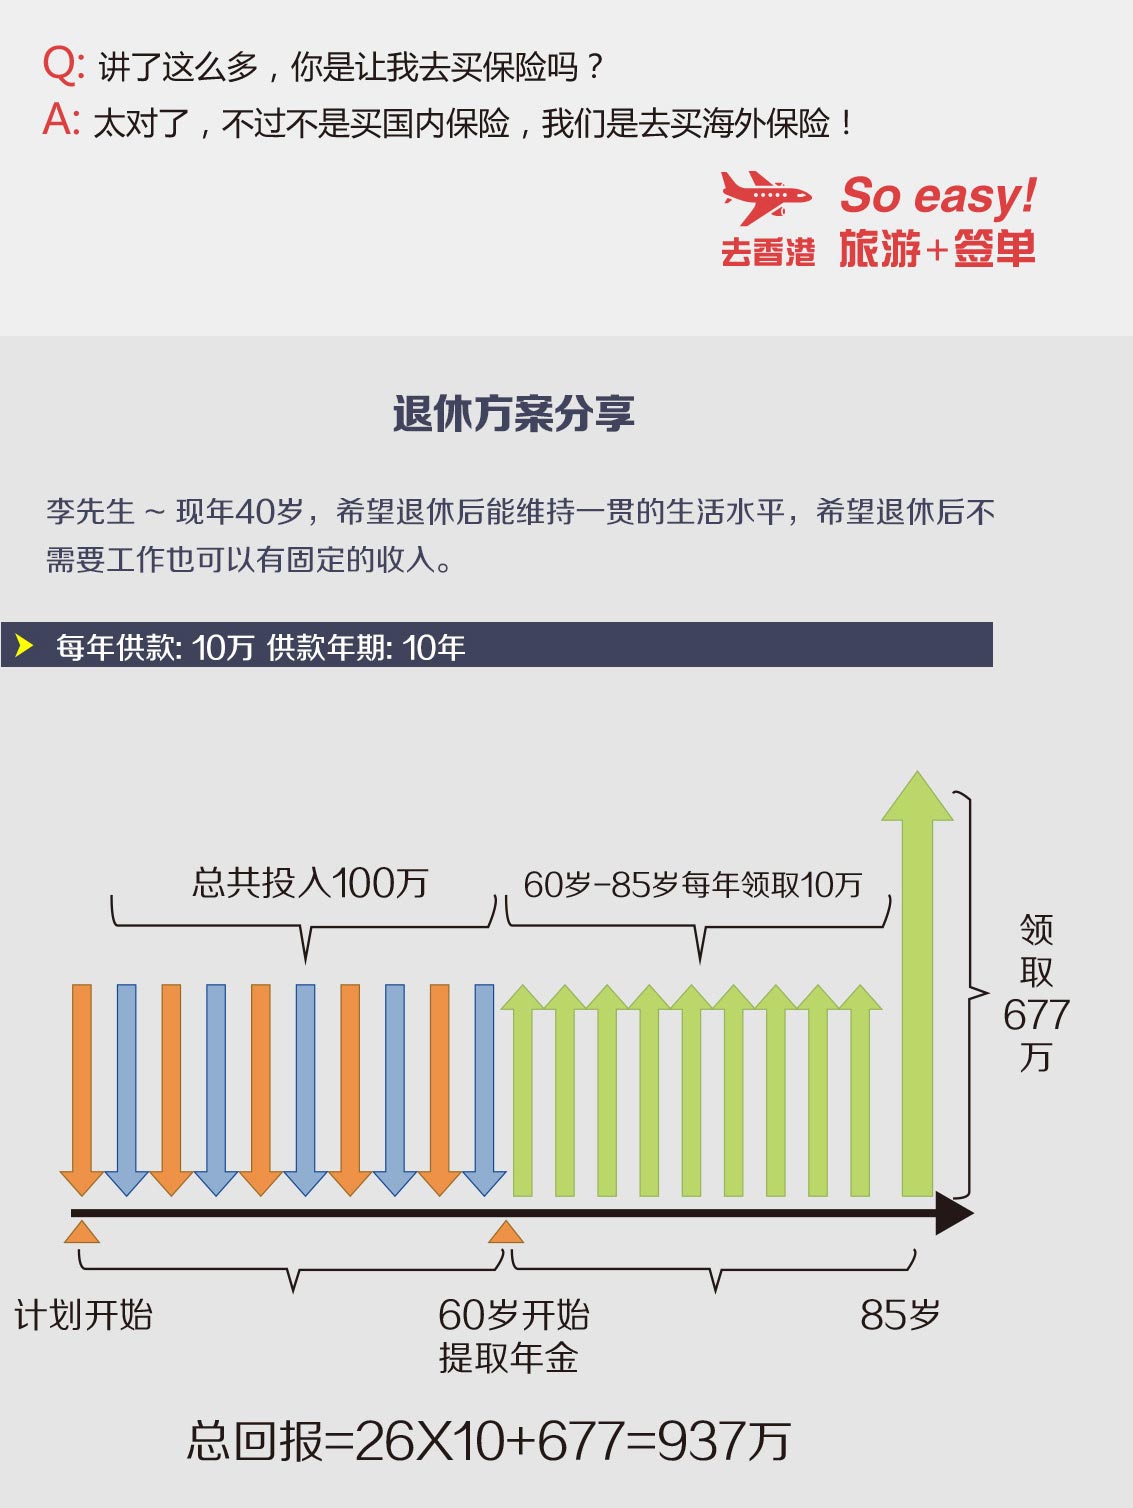 Q: 讲了这么多，你是让我去买保险吗？
A: 太对了，不过不是买国内保险，我们是去买海外保险！
So easy!
去香港 旅游+签单
退休方案分享
李先生 ~ 现年40岁，希望退休后能维持一贯的生活水平，希望退休后不
需要工作也可以有固定的收入。
每年供款: 10万 供款年期: 10年
总共投入100万
60岁-85岁每年领取10万
领
取
677
万
计划开始
60岁开始
提取年金
85岁
总回报=26X10+677=937万